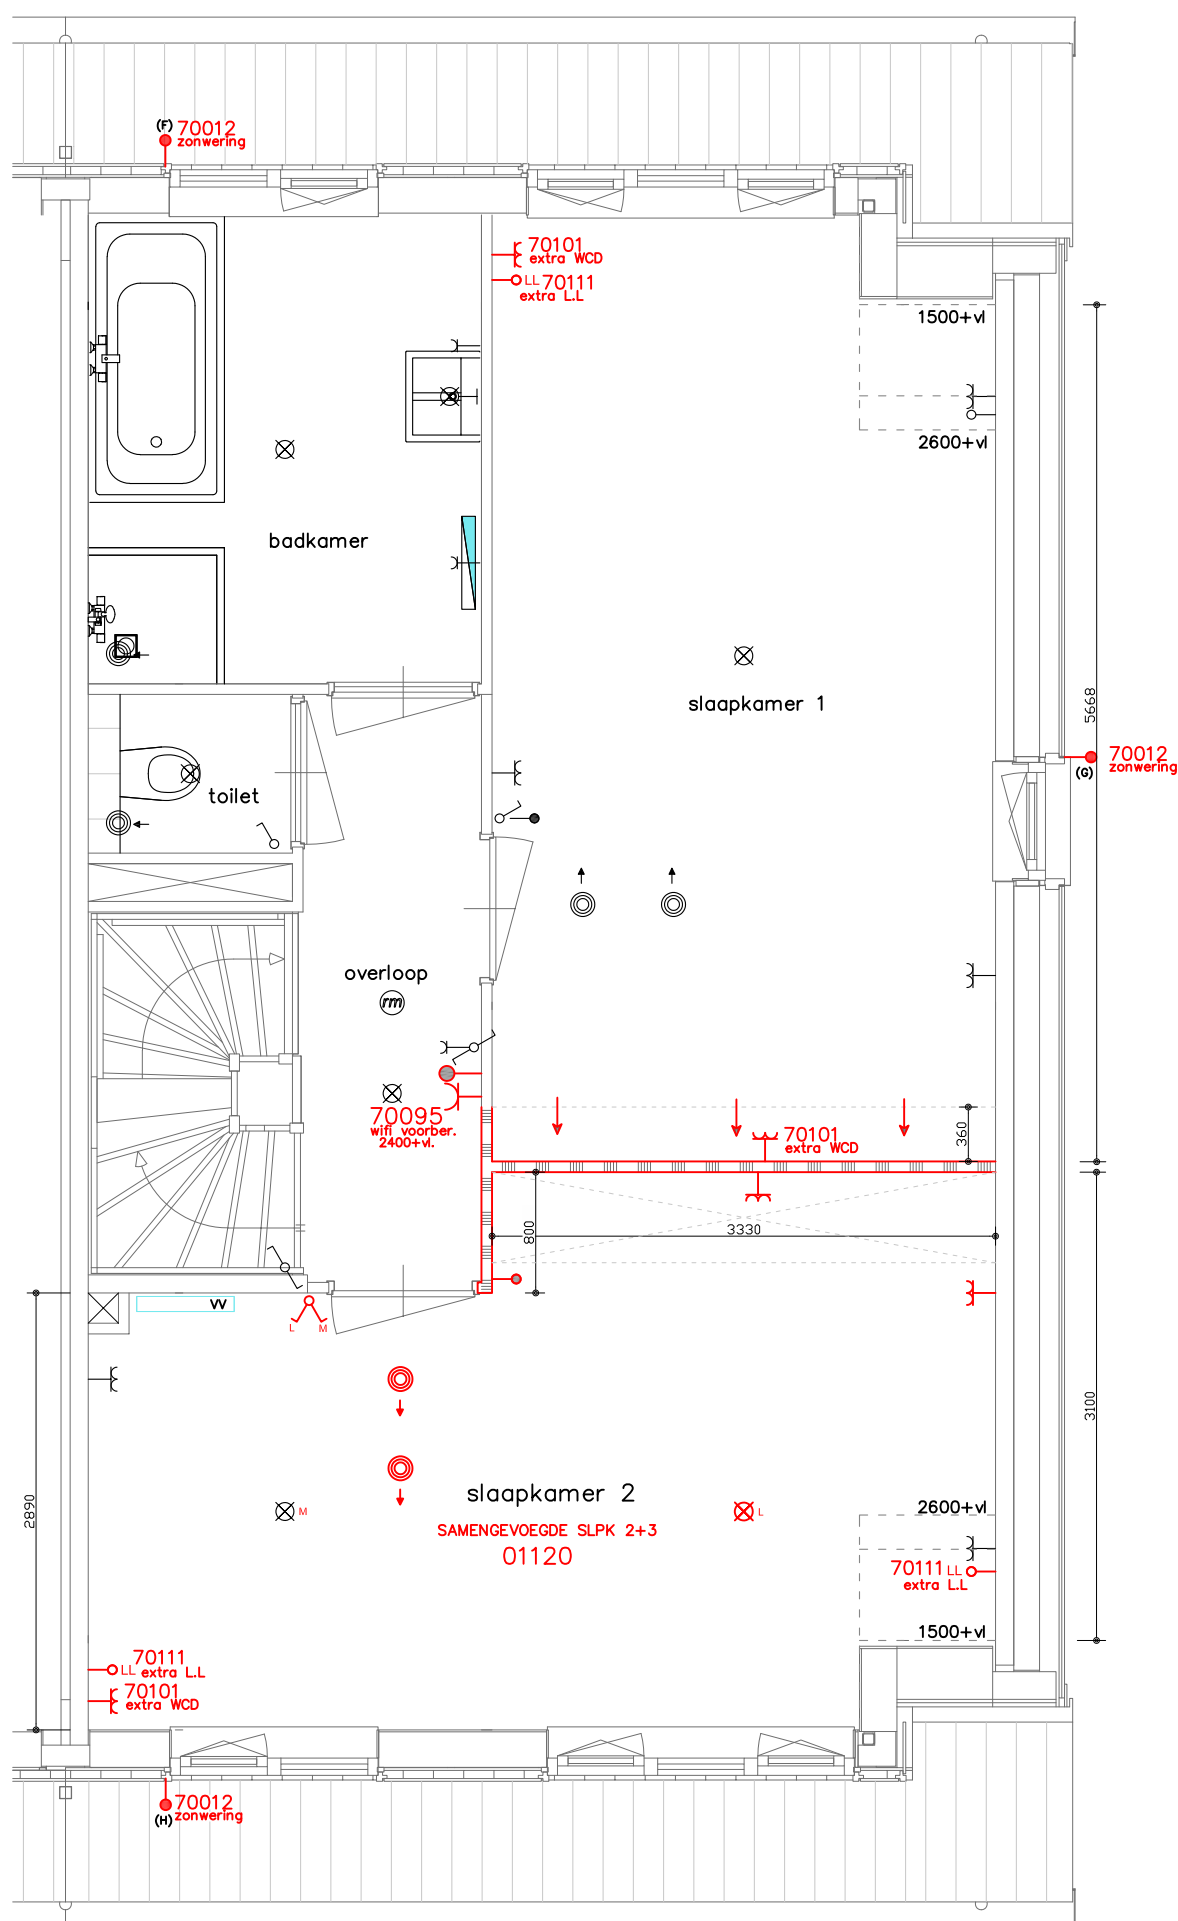 (F) 70012
zonwering
70101
extra WCD
LL 70111
extra L.L
1500+vl
2600+vl
badkamer
slaapkamer 1
5668
70012
(G) zonwering
toilet
overloop
rm
70095
wifi voorber.
2400+vl.
70101
extra WCD
360
800
3330
VV
L M
3100
2890
slaapkamer 2
M
L
SAMENGEVOEGDE SLPK 2+3
01120
2600+vl
70111 LL
extra L.L
1500+vl
70111
LL extra L.L
70101
extra WCD
70012
(H) zonwering